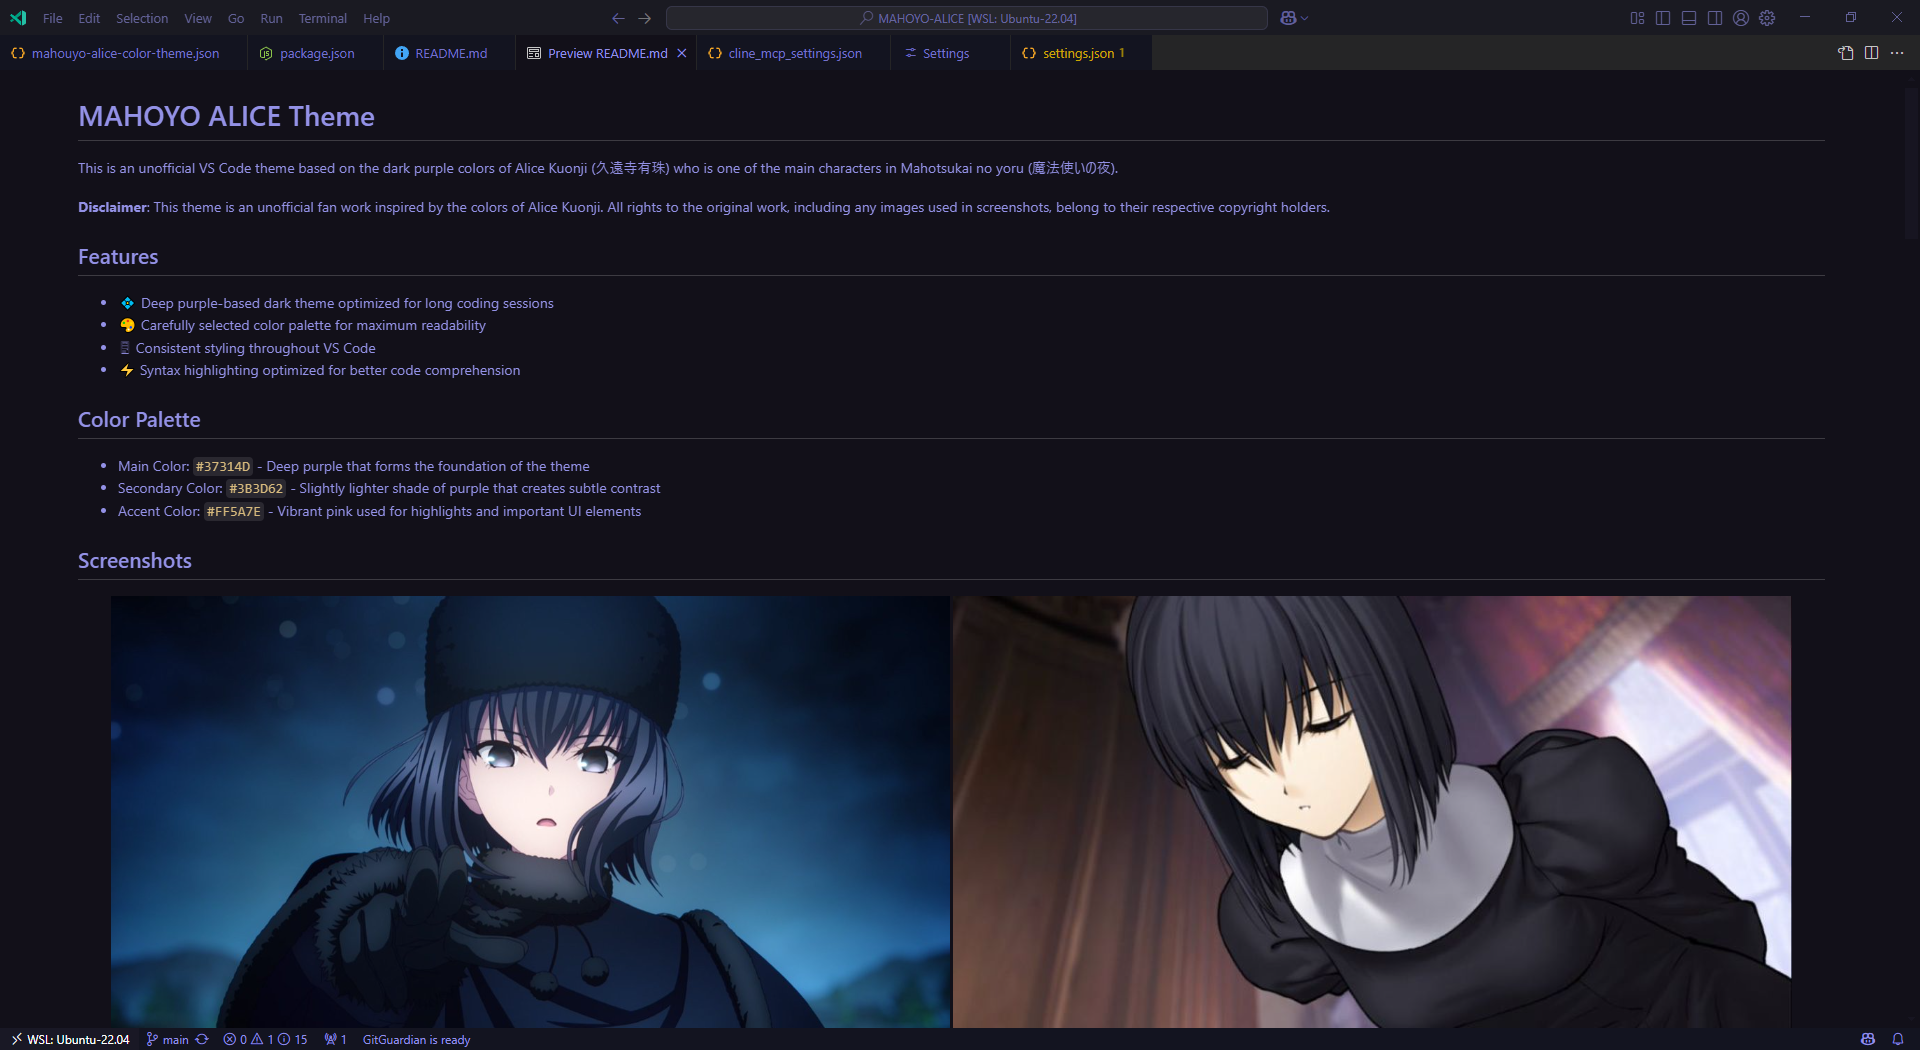 File Edit Selection View Go Run Terminal Help
MAHOYO-ALICE [WSL: Ubuntu-22.04]
mahouyo-alice-color-theme.json package.json README.md Preview README.md cline_mcp_settings.json Settings settings.json 1
MAHOYO ALICE Theme
This is an unofficial VS Code theme based on the dark purple colors of Alice Kuonji (久遠寺有珠) who is one of the main characters in Mahotsukai no yoru (魔法使いの夜).
Disclaimer: This theme is an unofficial fan work inspired by the colors of Alice Kuonji. All rights to the original work, including any images used in screenshots, belong to their respective copyright holders.
Features
Deep purple-based dark theme optimized for long coding sessions
Carefully selected color palette for maximum readability
Consistent styling throughout VS Code
Syntax highlighting optimized for better code comprehension
Color Palette
Main Color: #37314D - Deep purple that forms the foundation of the theme
Secondary Color: #3B3D62 - Slightly lighter shade of purple that creates subtle contrast
Accent Color: #FF5A7E - Vibrant pink used for highlights and important UI elements
Screenshots
WSL: Ubuntu-22.04 main 0 1 15 1 GitGuardian is ready